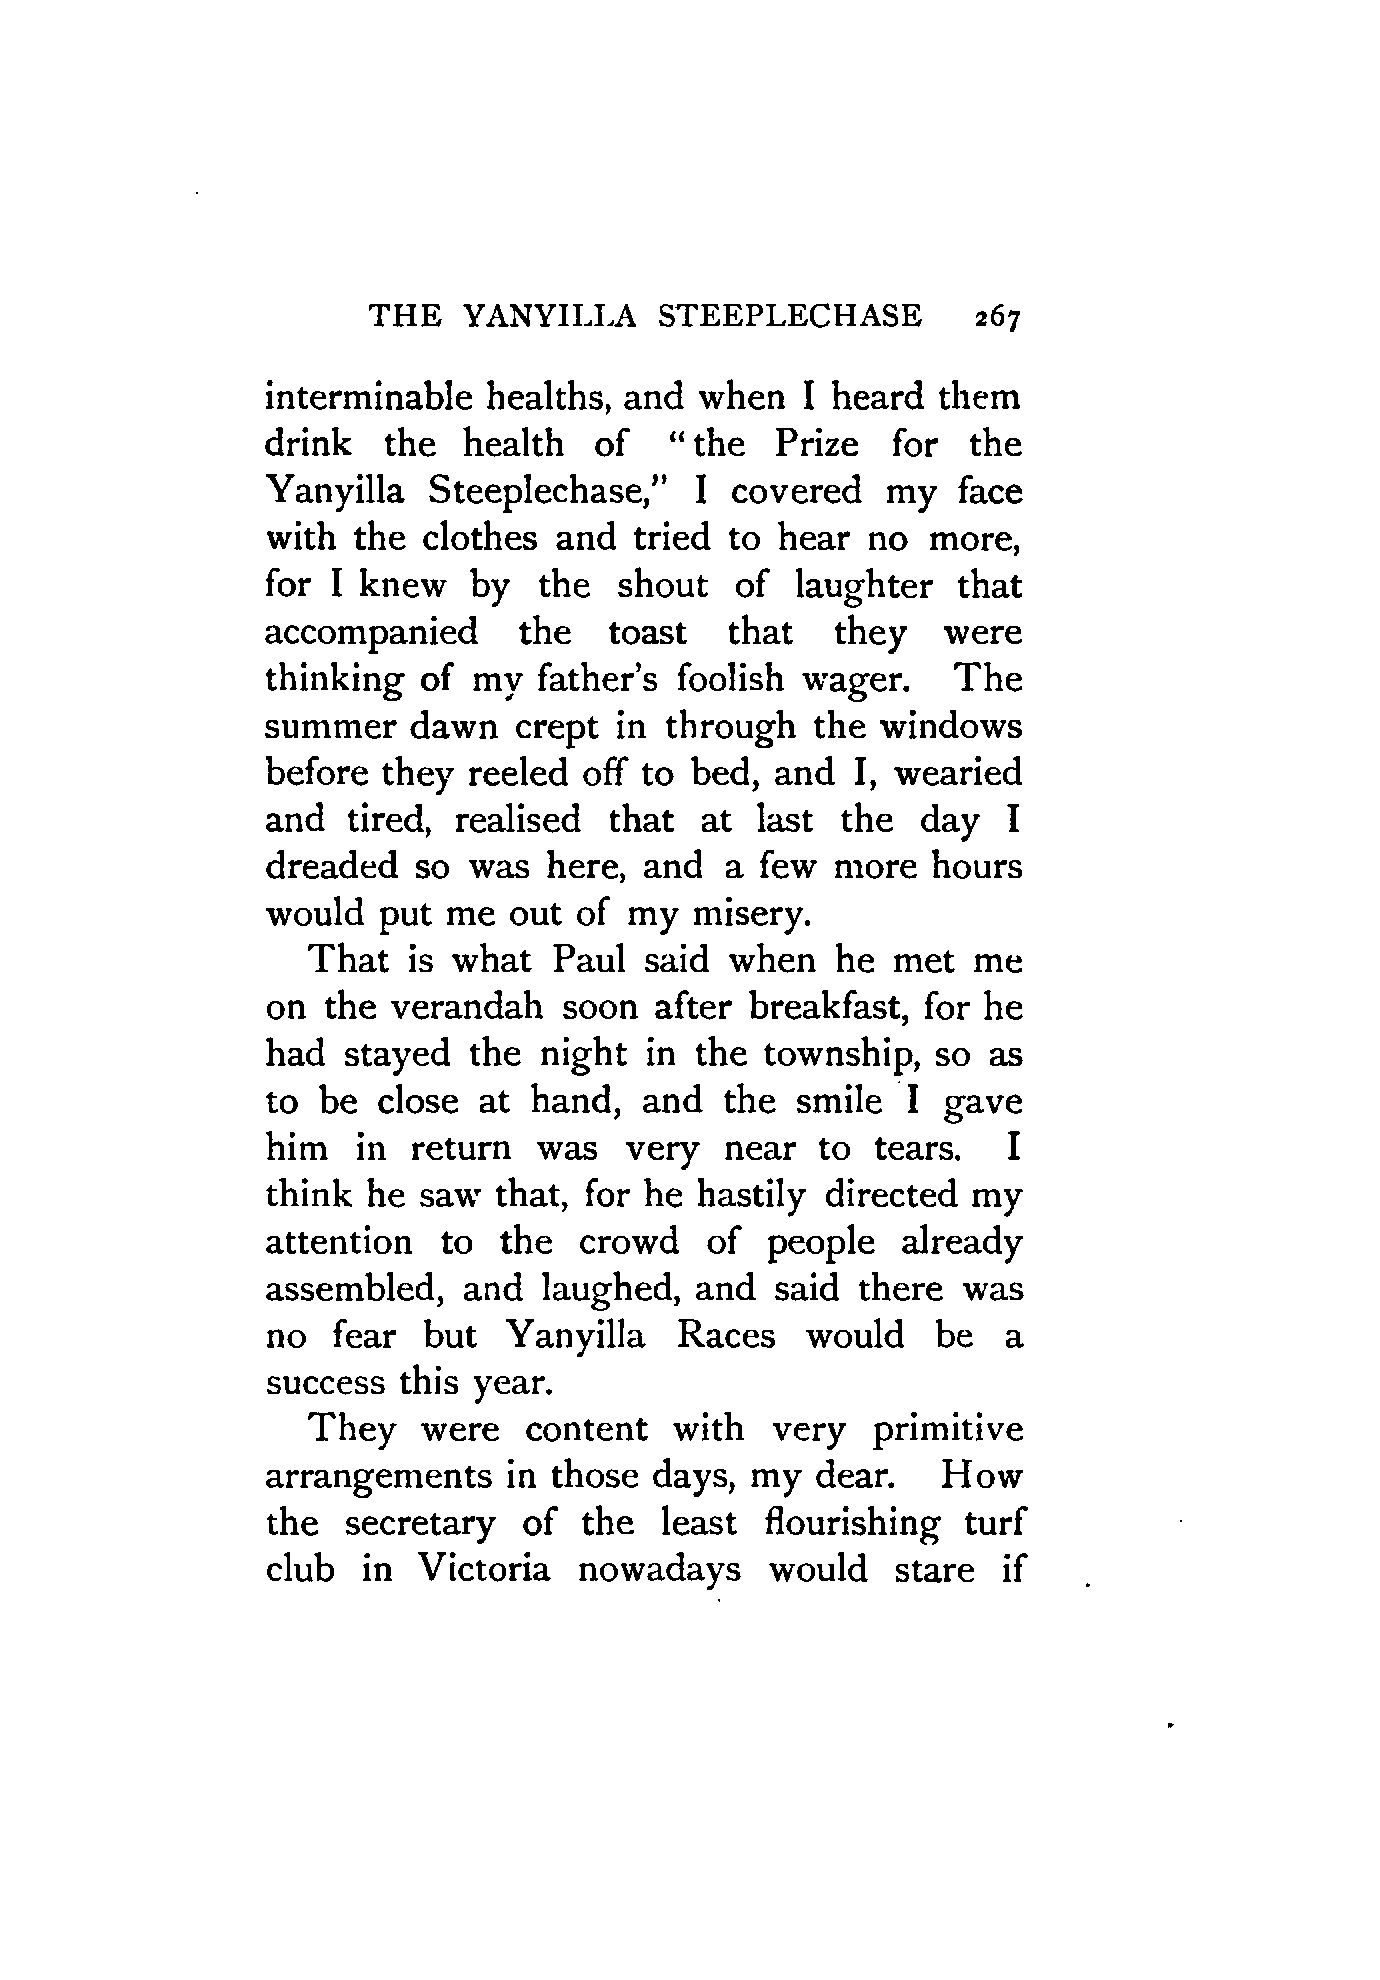 THE YANYILLA STEEPLECHASE 267
interminable healths, and when I heard them
drink the health of "the Prize for the
Yanyilla Steeplechase," I covered my face
with the clothes and tried to hear no more,
for I knew by the shout of laughter that
accompanied the toast that they were
thinking of my father's foolish wager. The
summer dawn crept in through the windows
before they reeled off to bed, and I, wearied
and tired, realised that at last the day I
dreaded so was here, and a few more hours
would put me out of my misery.
That is what Paul said when he met me
on the verandah soon after breakfast, for he
had stayed the night in the township, so as
to be close at hand, and the smile I gave
him in return was very near to tears. I
think he saw that, for he hastily directed my
attention to the crowd of people already
assembled, and laughed, and said there was
no fear but Yanyilla Races would be a
success this year.
They were content with very primitive
arrangements in those days, my dear. How
the secretary of the least flourishing turf
club in Victoria nowadays would stare if